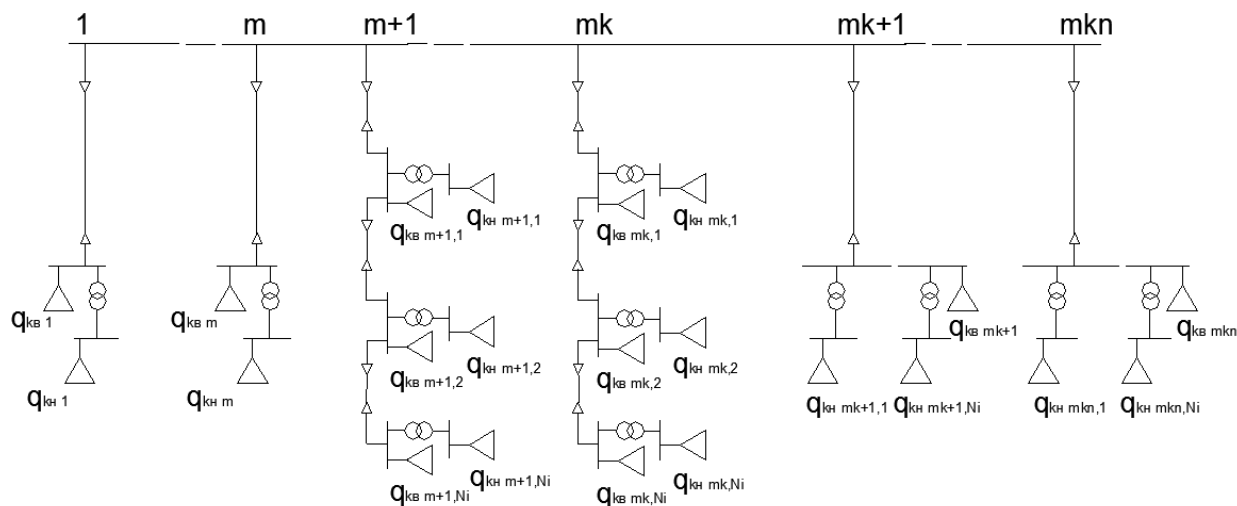 1 m m+1 mk mk+1 mkn
qкв m+1,1 qкн m+1,1 qкв mk,1 qкн mk,1
qкв 1 qкв m qкв mk+1 qкв mkn
qкн 1 qкн m qкв m+1,2 qкн m+1,2 qкв mk,2 qкн mk,2 qкн mk+1,1 qкн mk+1,Ni qкн mkn,1 qкн mkn,Ni
qкв m+1,Ni qкн m+1,Ni qкв mk,Ni qкн mk,Ni